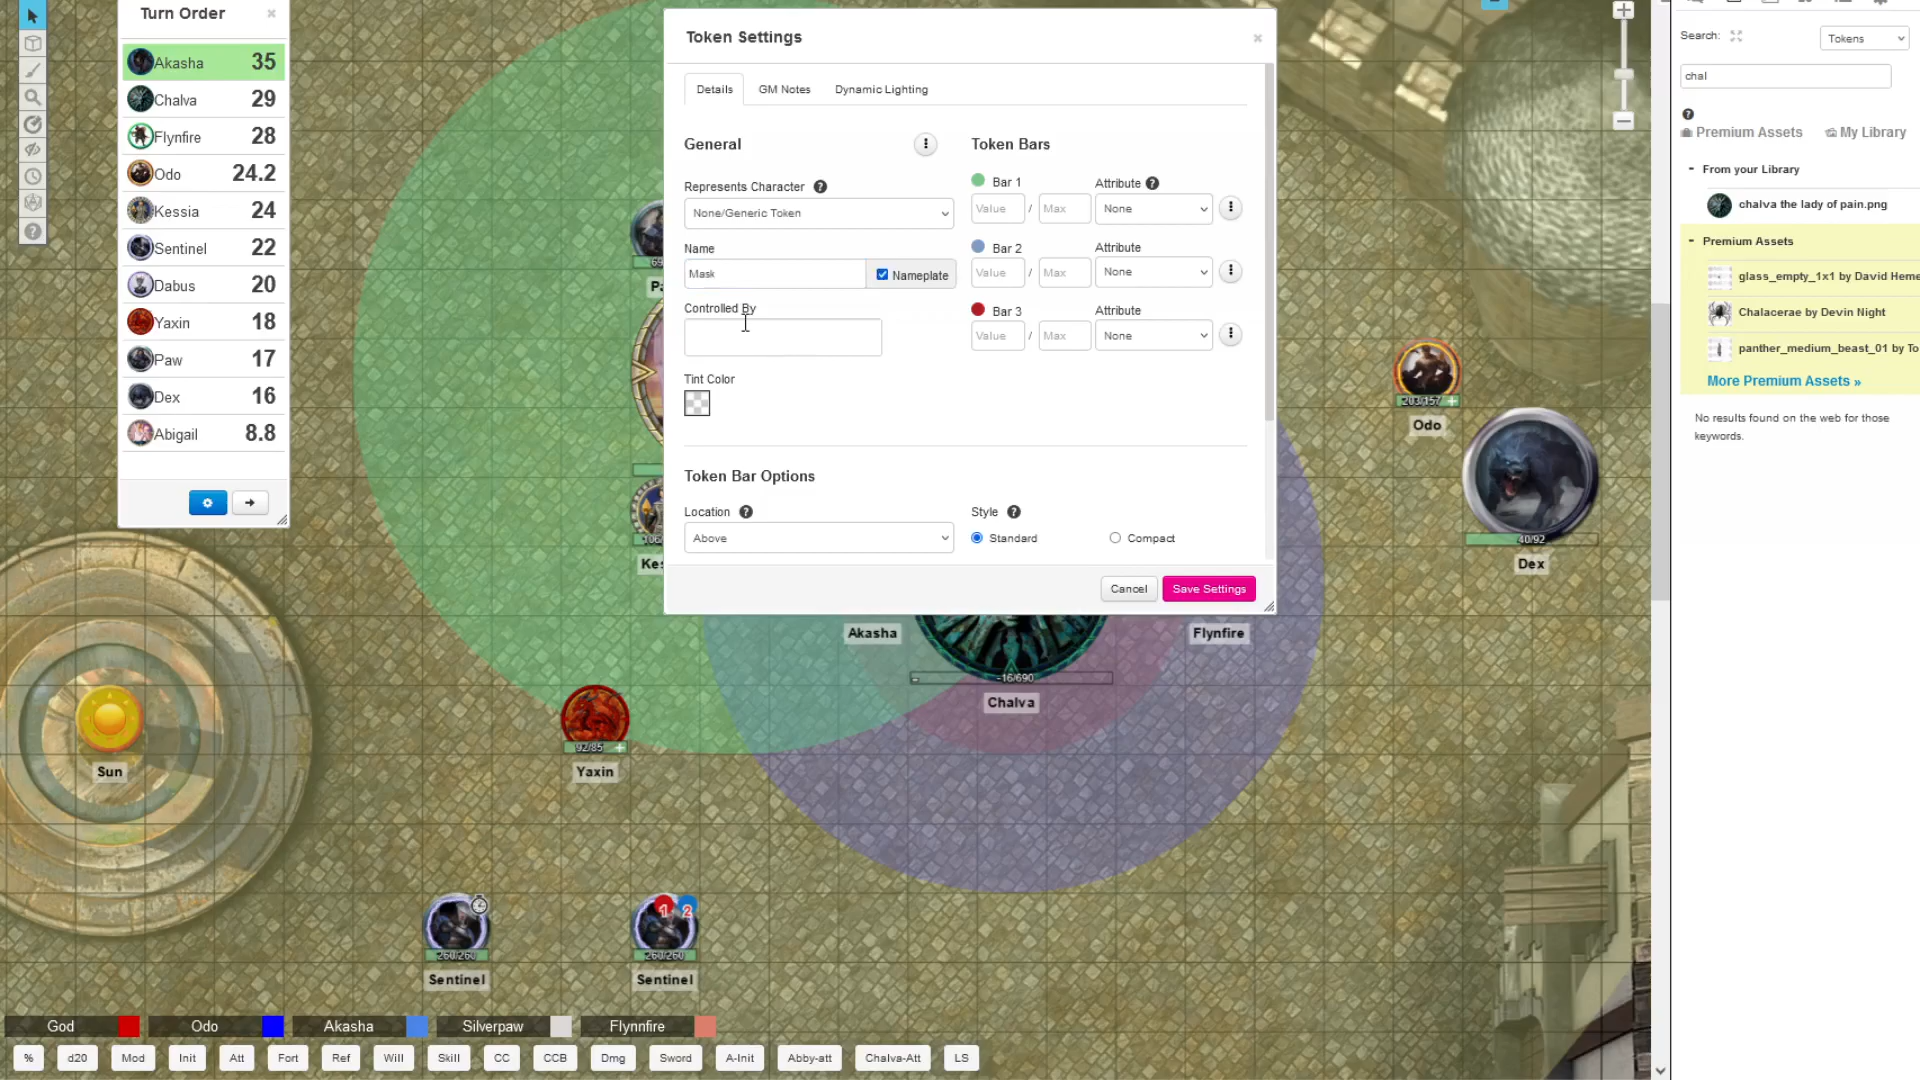 Turn Order
×
Akasha 35
Chalva 29
Flynfire 28
Odo 24.2
Kessia 24
Sentinel 22
Dabus 20
Yaxin 18
Paw 17
Dex 16
Abigail 8.8
Token Settings
×
Details GM Notes Dynamic Lighting
General
Represents Character ?
None/Generic Token
Name
Mask
Nameplate
Controlled By
Tint Color
Token Bars
Bar 1 Attribute ?
Value / Max None
Bar 2 Attribute
Value / Max None
Bar 3 Attribute
Value / Max None
Token Bar Options
Location ?
Above
Style ?
Standard Compact
Cancel Save Settings
Search:
Tokens
chal
?
Premium Assets My Library
From your Library
chalva the lady of pain.png
Premium Assets
glass_empty_1x1 by David Heme
Chalacerae by Devin Night
panther_medium_beast_01 by To
More Premium Assets »
No results found on the web for those
keywords.
203/157
Odo
40/92
Dex
Akasha
Flynfire
-16/690
Chalva
92/85
Yaxin
Sun
1 2
260/260
Sentinel
260/260
Sentinel
God Odo Akasha Silverpaw Flynnfire
% d20 Mod Init Att Fort Ref Will Skill CC CCB Dmg Sword A-Init Abby-att Chalva-Att LS